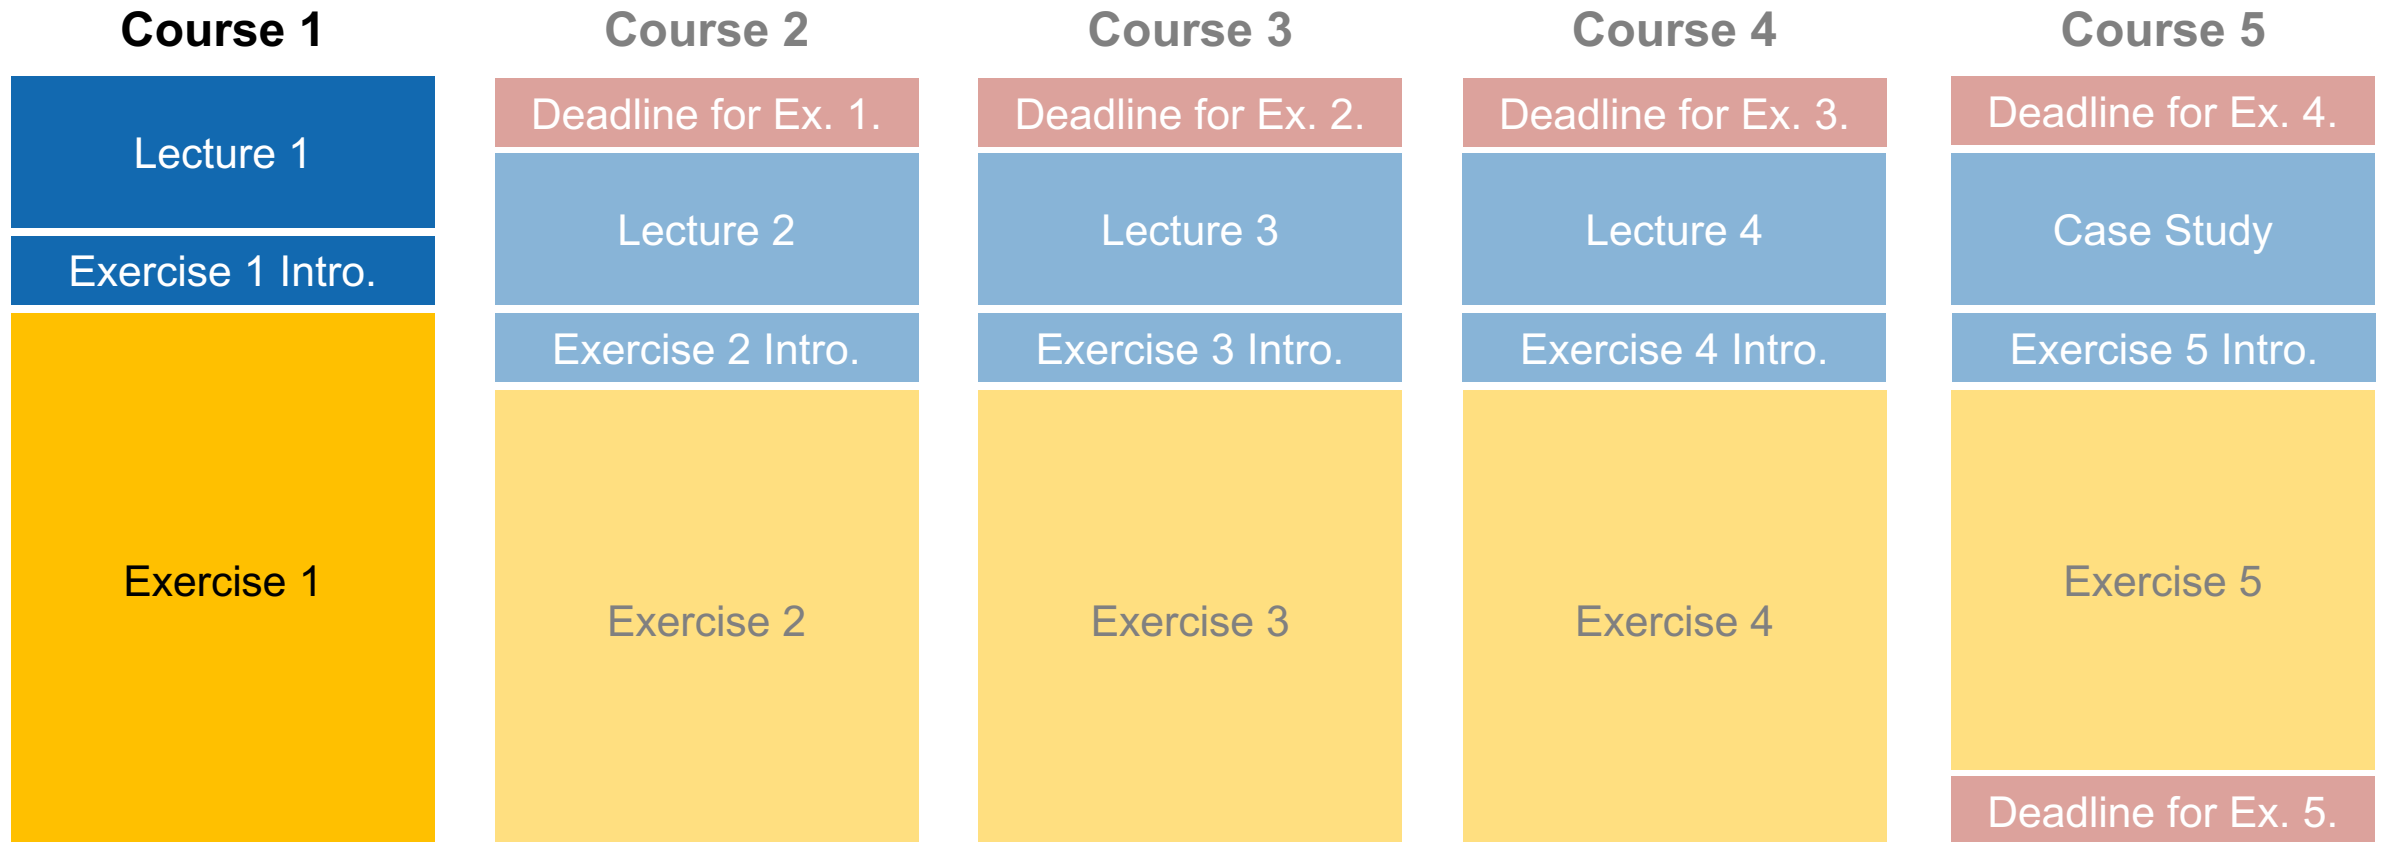 Course 1
Lecture 1
Exercise 1 Intro.
Exercise 1
Course 2
Deadline for Ex. 1.
Lecture 2
Exercise 2 Intro.
Exercise 2
Course 3
Deadline for Ex. 2.
Lecture 3
Exercise 3 Intro.
Exercise 3
Course 4
Deadline for Ex. 3.
Lecture 4
Exercise 4 Intro.
Exercise 4
Course 5
Deadline for Ex. 4.
Case Study
Exercise 5 Intro.
Exercise 5
Deadline for Ex. 5.